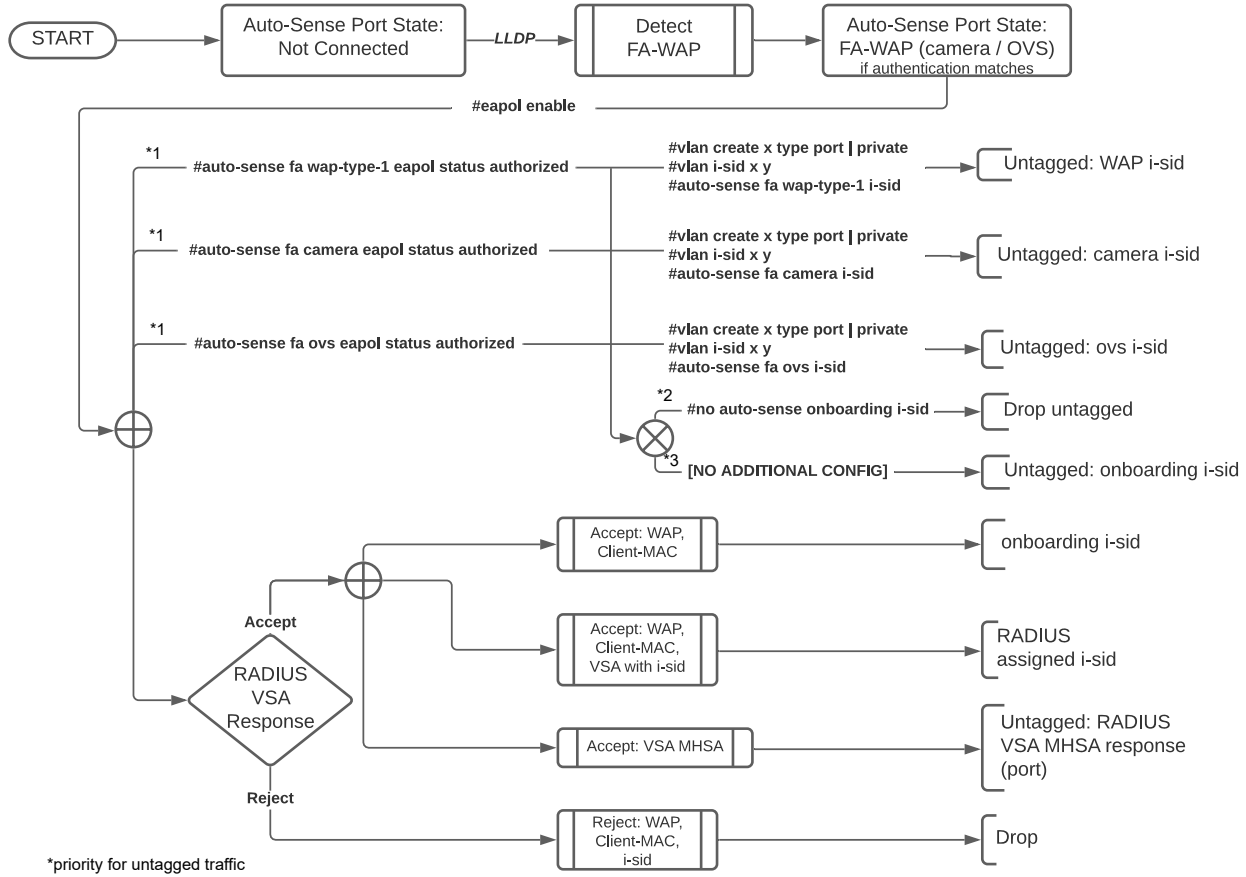 START
Auto-Sense Port State:
Not Connected
LLDP
Detect
FA-WAP
Auto-Sense Port State:
FA-WAP (camera / OVS)
if authentication matches
#eapol enable
*1
#auto-sense fa wap-type-1 eapol status authorized
#vlan create x type port | private
#vlan i-sid x y
#auto-sense fa wap-type-1 i-sid
Untagged: WAP i-sid
*1
#auto-sense fa camera eapol status authorized
#vlan create x type port | private
#vlan i-sid x y
#auto-sense fa camera i-sid
Untagged: camera i-sid
*1
#auto-sense fa ovs eapol status authorized
#vlan create x type port | private
#vlan i-sid x y
#auto-sense fa ovs i-sid
Untagged: ovs i-sid
*2
#no auto-sense onboarding i-sid
Drop untagged
*3
[NO ADDITIONAL CONFIG]
Untagged: onboarding i-sid
Accept: WAP,
Client-MAC
onboarding i-sid
Accept
Accept: WAP,
Client-MAC,
VSA with i-sid
RADIUS
assigned i-sid
RADIUS
VSA
Response
Accept: VSA MHSA
Untagged: RADIUS
VSA MHSA response
(port)
Reject
Reject: WAP,
Client-MAC,
i-sid
Drop
*priority for untagged traffic